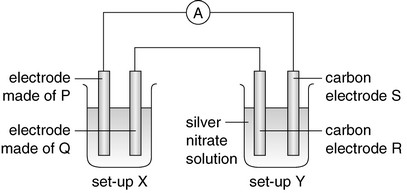 A
electrode
made of P
electrode
made of Q
set-up X
silver
nitrate
solution
carbon
electrode S
carbon
electrode R
set-up Y